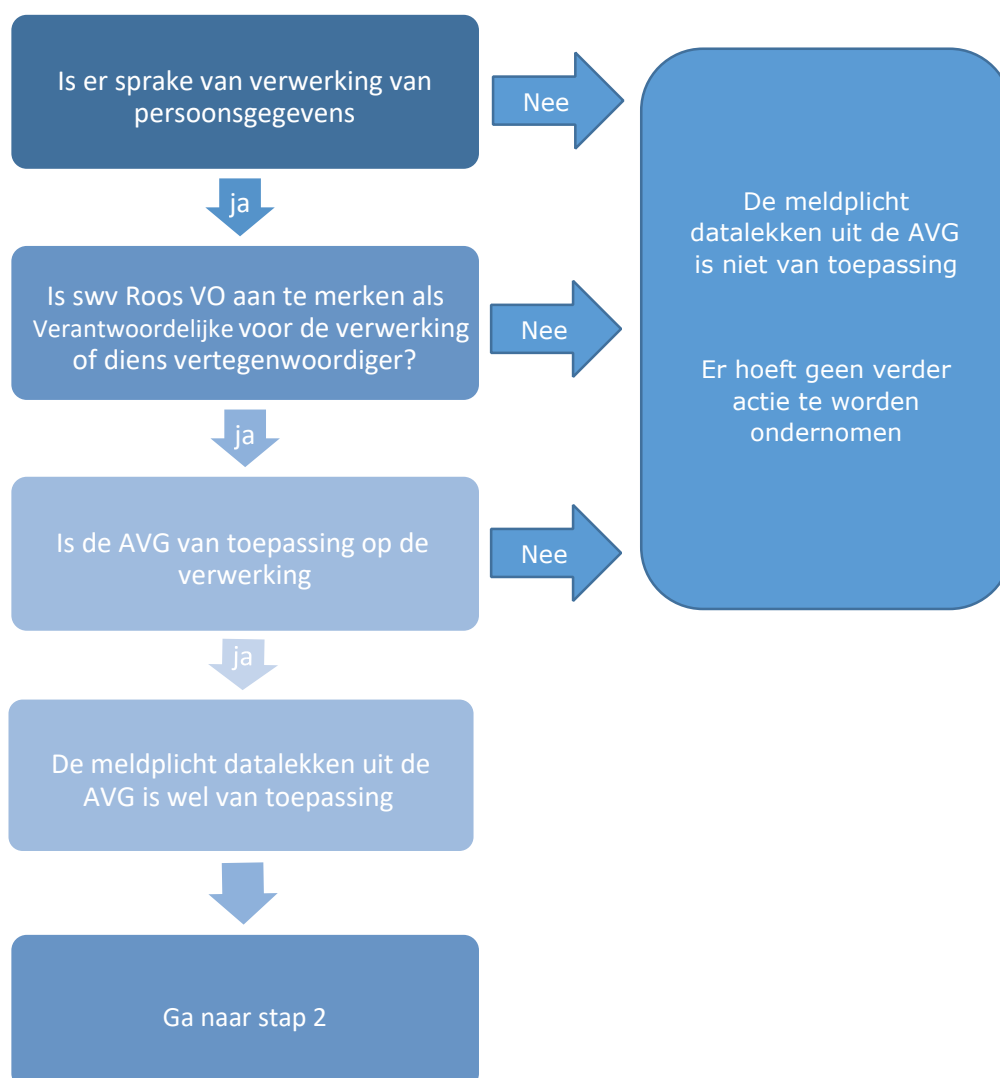 Is er sprake van verwerking van
persoonsgegevens
Nee
ja
De meldplicht
datalekken uit de AVG
is niet van toepassing
Er hoeft geen verder
actie te worden
ondernomen
Is swv Roos VO aan te merken als
Verantwoordelijke voor de verwerking
of diens vertegenwoordiger?
Nee
ja
Is de AVG van toepassing op de
verwerking
Nee
ja
De meldplicht datalekken uit de
AVG is wel van toepassing
Ga naar stap 2